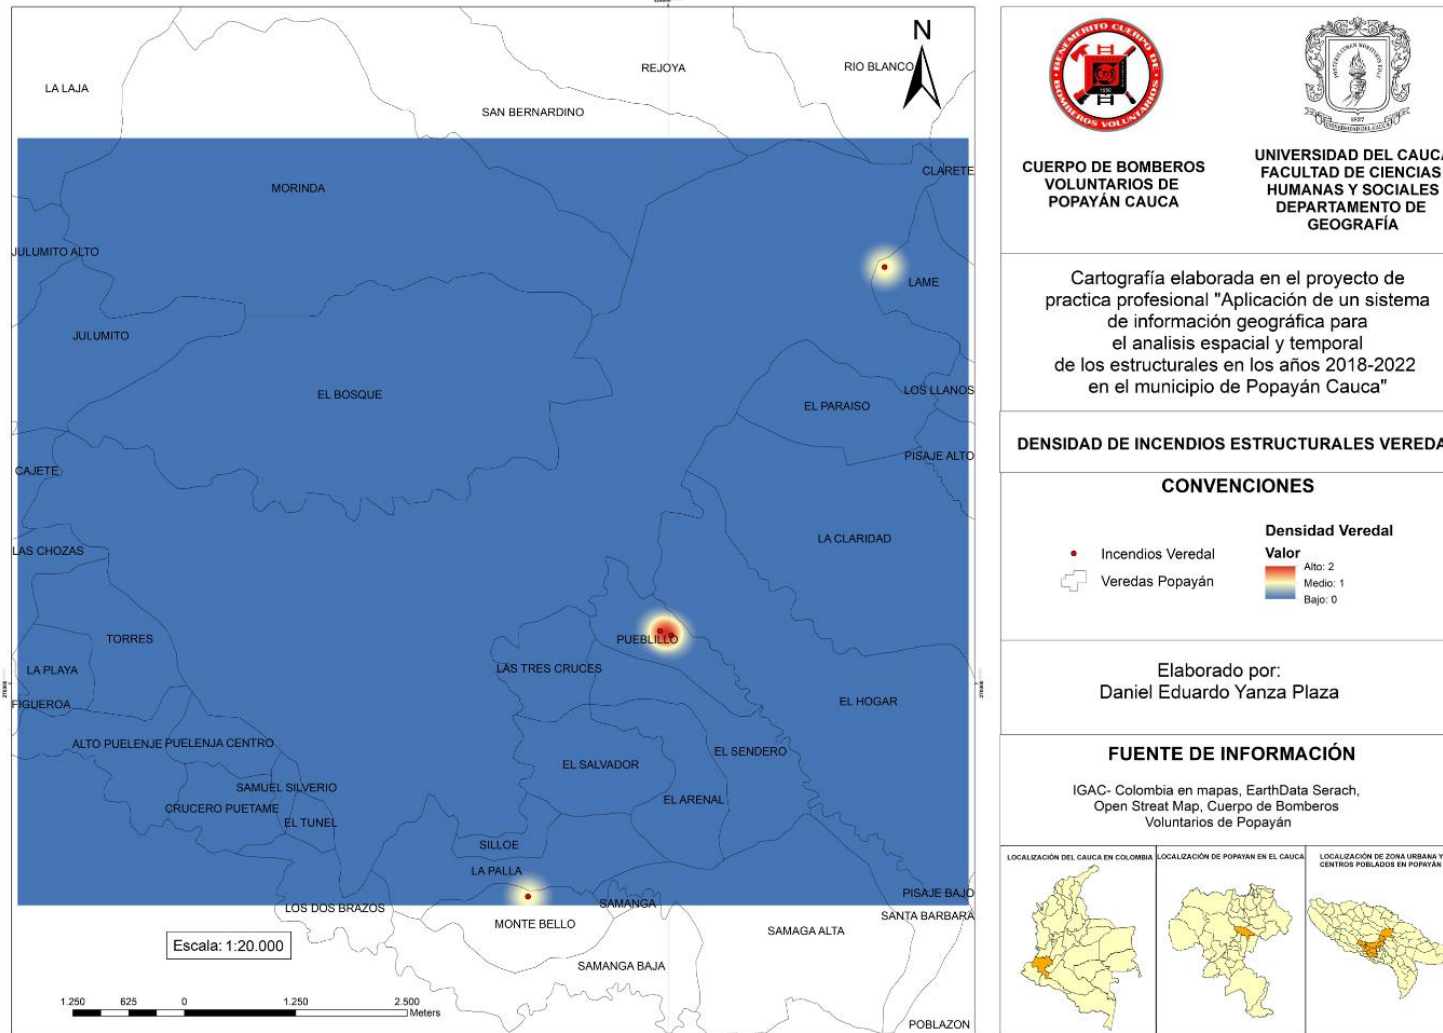 N
REJOYA
RIO BLANCO
LA LAJA
SAN BERNARDINO
CLARETE
MORINDA
JULUMITO ALTO
LAME
JULUMITO
EL BOSQUE
LOS LLANOS
EL PARAISO
PISAJE ALTO
CAJETE
LA CLARIDAD
LAS CHOZAS
TORRES
PUEBLILLO
LA PLAYA
LAS TRES CRUCES
FIGUEROA
EL HOGAR
ALTO PUELENJE
PUELENJA CENTRO
EL SENDERO
EL SALVADOR
SAMUEL SILVERIO
CRUCERO PUETAME
EL ARENAL
EL TUNEL
SILLOE
LA PALLA
PISAJE BAJO
LOS DOS BRAZOS
SAMANGA
SANTA BARBARA
MONTE BELLO
SAMAGA ALTA
SAMANGA BAJA
POBLAZON
Escala: 1:20.000
1.250 625 0 1.250 2.500
Meters
BENEMERITO CUERPO DE
BOMBEROS VOLUNTARIOS
CUERPO DE BOMBEROS
VOLUNTARIOS DE
POPAYÁN CAUCA
UNIVERSIDAD DEL CAUCA
FACULTAD DE CIENCIAS
HUMANAS Y SOCIALES
DEPARTAMENTO DE
GEOGRAFÍA
Cartografía elaborada en el proyecto de
practica profesional "Aplicación de un sistema
de información geográfica para
el analisis espacial y temporal
de los estructurales en los años 2018-2022
en el municipio de Popayán Cauca"
DENSIDAD DE INCENDIOS ESTRUCTURALES VEREDA
CONVENCIONES
Incendios Veredal
Veredas Popayán
Densidad Veredal
Valor
Alto: 2
Medio: 1
Bajo: 0
Elaborado por:
Daniel Eduardo Yanza Plaza
FUENTE DE INFORMACIÓN
IGAC- Colombia en mapas, EarthData Serach,
Open Streat Map, Cuerpo de Bomberos
Voluntarios de Popayán
LOCALIZACIÓN DEL CAUCA EN COLOMBIA
LOCALIZACIÓN DE POPAYAN EN EL CAUCA
LOCALIZACIÓN DE ZONA URBANA Y
CENTROS POBLADOS EN POPAYÁN